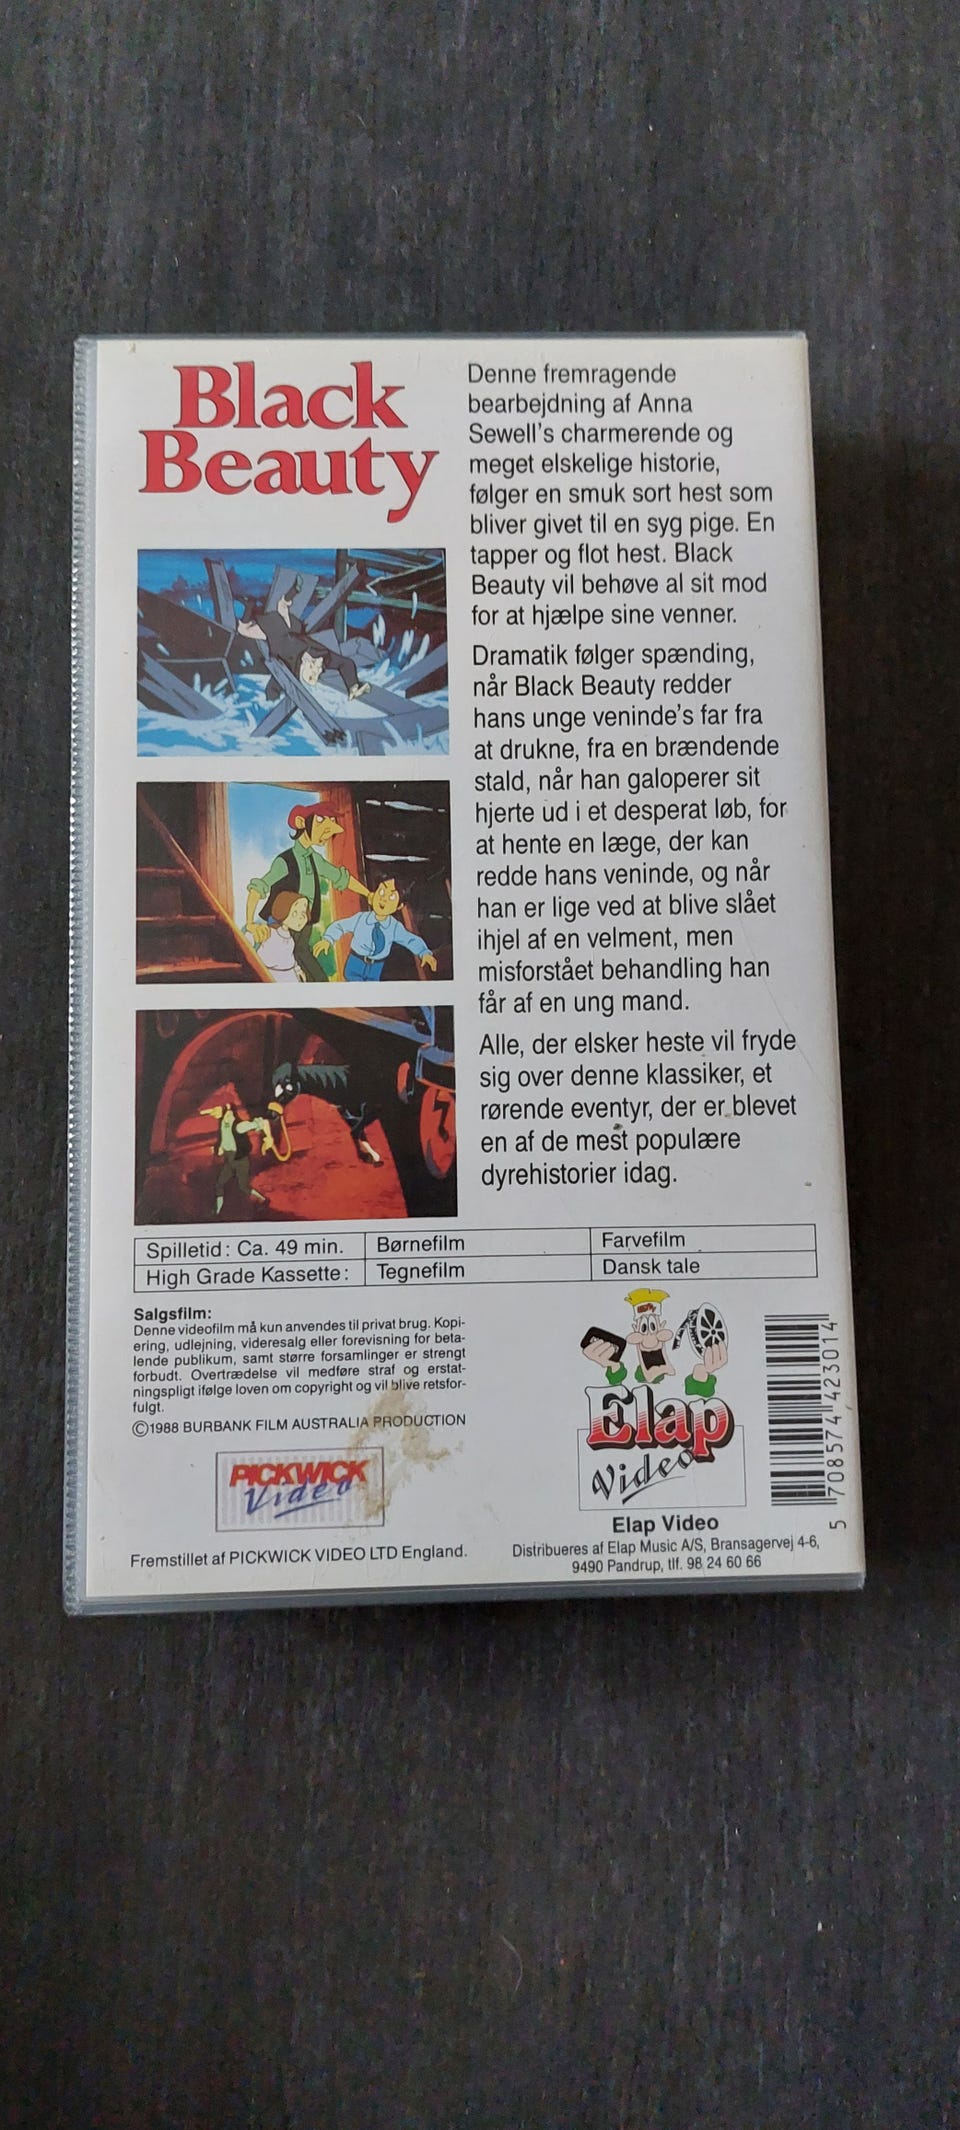 Black
Beauty
Denne fremragende
bearbejdning af Anna
Sewell's charmerende og
meget elskelige historie,
følger en smuk sort hest som
bliver givet til en syg pige. En
tapper og flot hest. Black
Beauty vil behøve al sit mod
for at hjælpe sine venner.
Dramatik følger spænding,
når Black Beauty redder
hans unge veninde's far fra
at drukne, fra en brændende
stald, når han galoperer sit
hjerte ud i et desperat løb, for
at hente en læge, der kan
redde hans veninde, og når
han er lige ved at blive slået
ihjel af en velment, men
misforstået behandling han
får af en ung mand.
Alle, der elsker heste vil fryde
sig over denne klassiker, et
rørende eventyr, der er blevet
en af de mest populære
dyrehistorier idag.
Spilletid: Ca. 49 min. Børnefilm Farvefilm
High Grade Kassette: Tegnefilm Dansk tale
Salgsfilm:
Denne videofilm må kun anvendes til privat brug. Kopi-
ering, udlejning, videresalg eller forevisning for beta-
lende publikum, samt større forsamlinger er strengt
forbudt. Overtrædelse vil medføre straf og erstat-
ningspligt ifølge loven om copyright og vil blive retsfor-
fulgt.
©1988 BURBANK FILM AUSTRALIA PRODUCTION
PICKWICK
Video
Fremstillet af PICKWICK VIDEO LTD England.
Elap
Video
Elap Video
Distribueres af Elap Music A/S, Bransagervej 4-6,
9490 Pandrup, tlf. 98 24 60 66
5 708574 423014